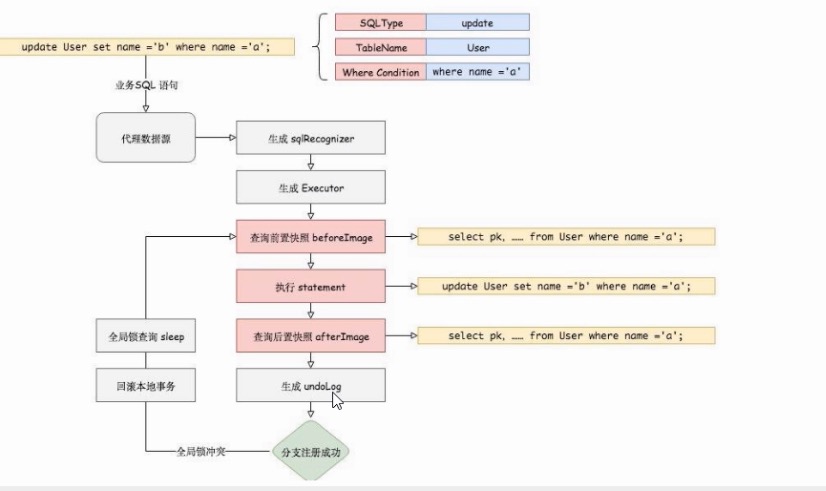 SQLType update
update User set name ='b' where name ='a';
TableName User
Where Condition where name ='a'
业务SQL 语句
代理数据源
生成 sqlRecognizer
生成 Executor
查询前置快照 beforeImage
select pk, …… from User where name ='a';
执行 statement
update User set name ='b' where name ='a';
全局锁查询 sleep
查询后置快照 afterImage
select pk, …… from User where name ='a';
回滚本地事务
生成 undoLog
全局锁冲突
分支注册成功